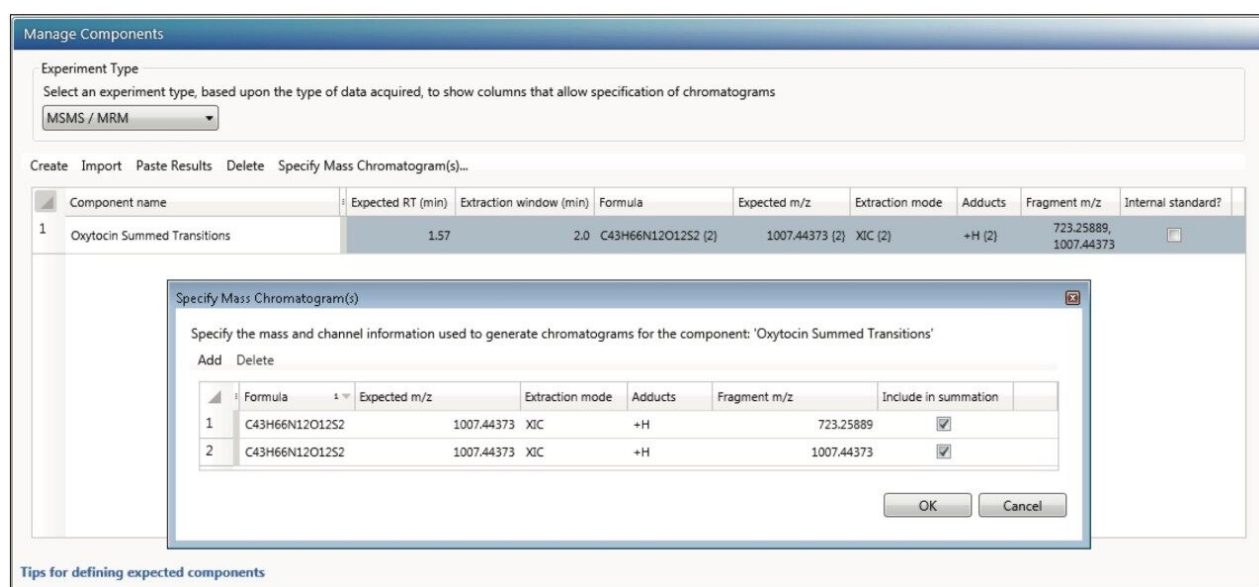 Manage Components
Experiment Type
Select an experiment type, based upon the type of data acquired, to show columns that allow specification of chromatograms
MSMS / MRM
Create Import Paste Results Delete Specify Mass Chromatogram(s)...
Component name Expected RT (min) Extraction window (min) Formula Expected m/z Extraction mode Adducts Fragment m/z Internal standard?
1 Oxytocin Summed Transitions 1.57 2.0 C43H66N12O12S2 (2) 1007.44373 (2) XIC (2) +H (2) 723.25889,
1007.44373
Specify Mass Chromatogram(s)
Specify the mass and channel information used to generate chromatograms for the component: 'Oxytocin Summed Transitions'
Add Delete
Formula 1 Expected m/z Extraction mode Adducts Fragment m/z Include in summation
1 C43H66N12O12S2 1007.44373 XIC +H 723.25889
2 C43H66N12O12S2 1007.44373 XIC +H 1007.44373
OK Cancel
Tips for defining expected components